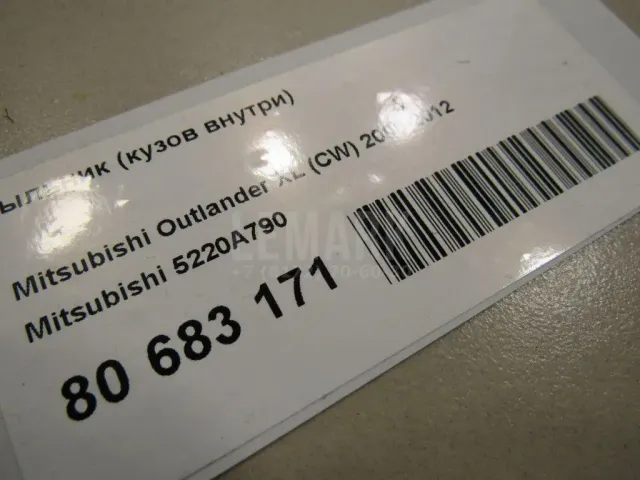 (кузов внутри)
Mitsubishi Outlander XL (CW)
Mitsubishi 5220A790
80 683 171